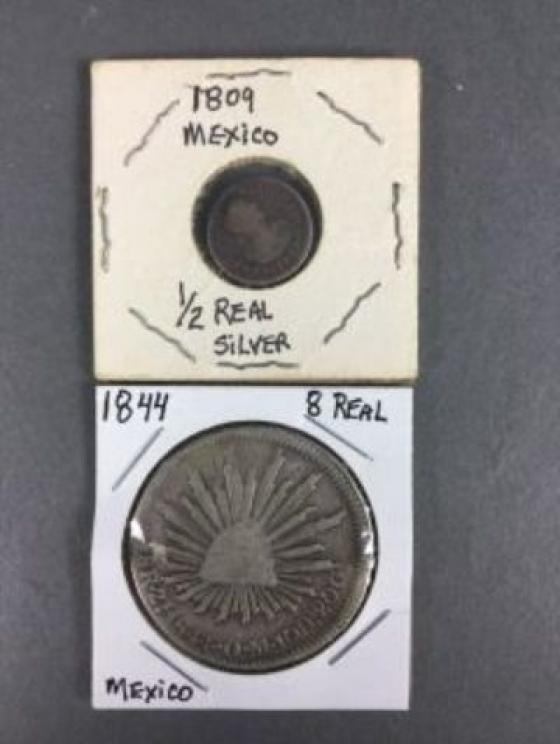 1809
MEXICO
1/2 REAL
SILVER
1844 8 REAL
MEXICO